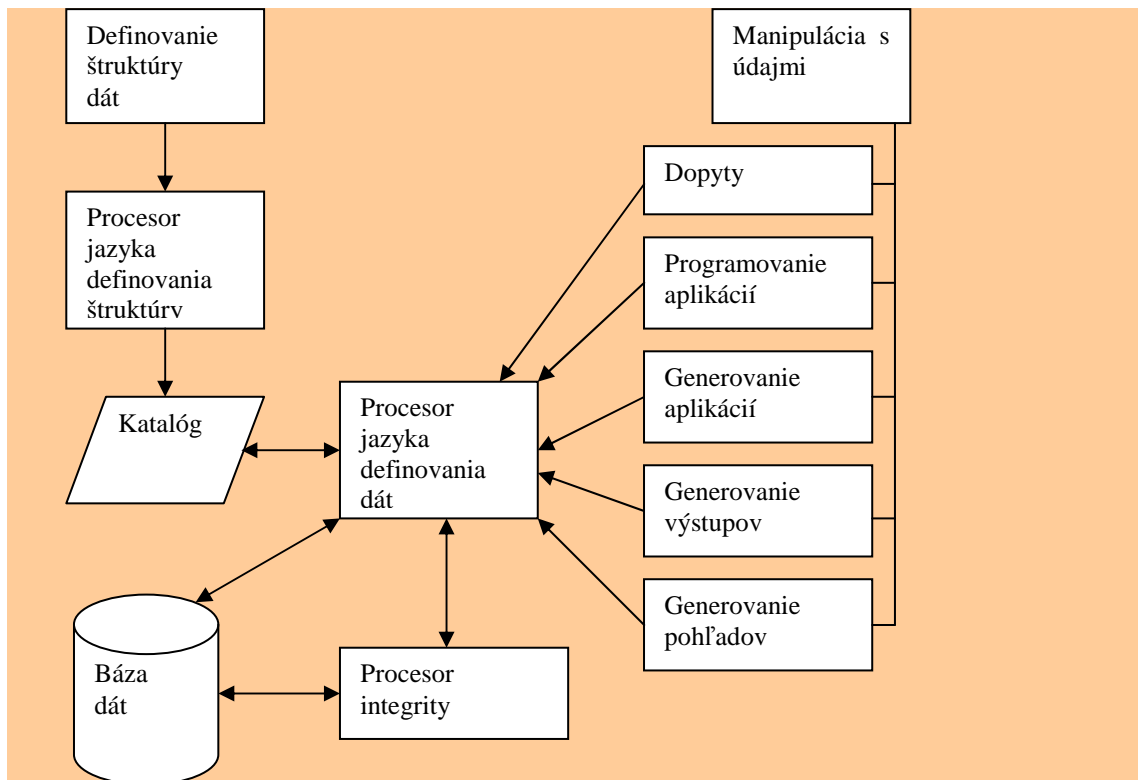 Definovanie
štruktúry
dát
Manipulácia s
údajmi
Procesor
jazyka
definovania
štruktúrv
Dopyty
Programovanie
aplikácií
Generovanie
aplikácií
Katalóg
Procesor
jazyka
definovania
dát
Generovanie
výstupov
Generovanie
pohľadov
Báza
dát
Procesor
integrity